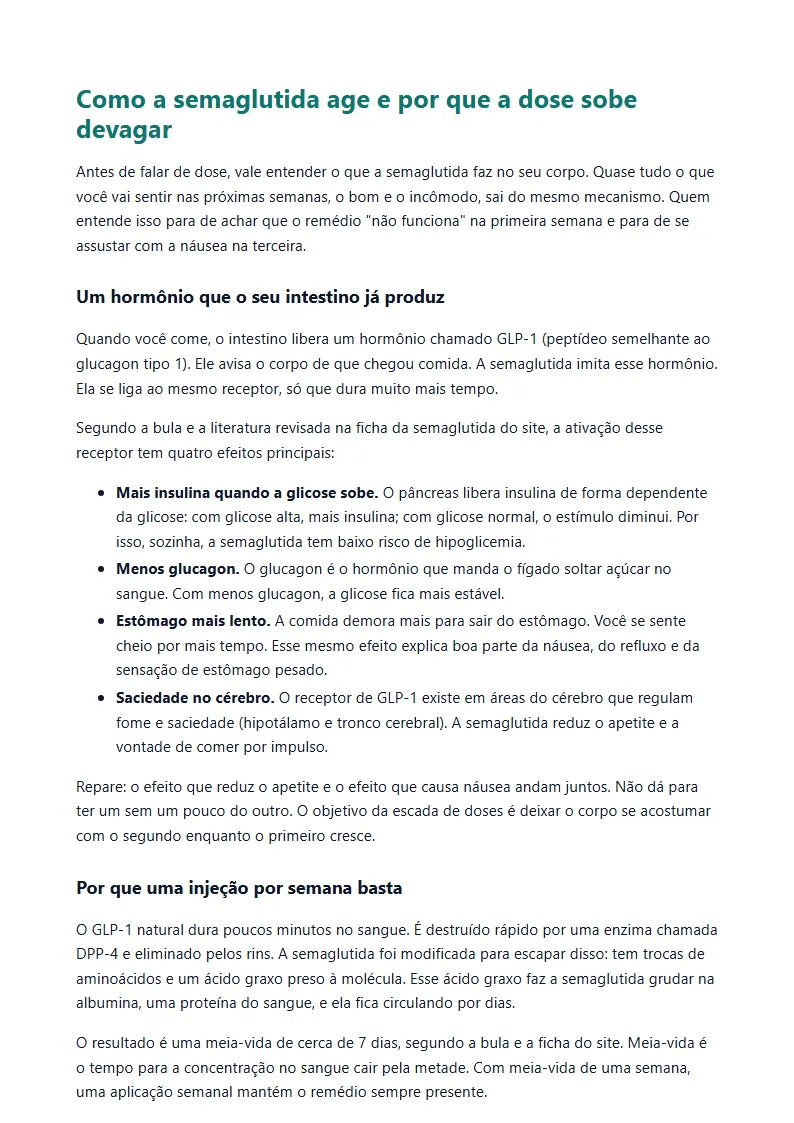 Como a semaglutida age e por que a dose sobe
devagar
Antes de falar de dose, vale entender o que a semaglutida faz no seu corpo. Quase tudo o que
você vai sentir nas próximas semanas, o bom e o incômodo, sai do mesmo mecanismo. Quem
entende isso para de achar que o remédio "não funciona" na primeira semana e para de se
assustar com a náusea na terceira.
Um hormônio que o seu intestino já produz
Quando você come, o intestino libera um hormônio chamado GLP-1 (peptídeo semelhante ao
glucagon tipo 1). Ele avisa o corpo de que chegou comida. A semaglutida imita esse hormônio.
Ela se liga ao mesmo receptor, só que dura muito mais tempo.
Segundo a bula e a literatura revisada na ficha da semaglutida do site, a ativação desse
receptor tem quatro efeitos principais:
• Mais insulina quando a glicose sobe. O pâncreas libera insulina de forma dependente
da glicose: com glicose alta, mais insulina; com glicose normal, o estímulo diminui. Por
isso, sozinha, a semaglutida tem baixo risco de hipoglicemia.
• Menos glucagon. O glucagon é o hormônio que manda o fígado soltar açúcar no
sangue. Com menos glucagon, a glicose fica mais estável.
• Estômago mais lento. A comida demora mais para sair do estômago. Você se sente
cheio por mais tempo. Esse mesmo efeito explica boa parte da náusea, do refluxo e da
sensação de estômago pesado.
• Saciedade no cérebro. O receptor de GLP-1 existe em áreas do cérebro que regulam
fome e saciedade (hipotálamo e tronco cerebral). A semaglutida reduz o apetite e a
vontade de comer por impulso.
Repare: o efeito que reduz o apetite e o efeito que causa náusea andam juntos. Não dá para
ter um sem um pouco do outro. O objetivo da escada de doses é deixar o corpo se acostumar
com o segundo enquanto o primeiro cresce.
Por que uma injeção por semana basta
O GLP-1 natural dura poucos minutos no sangue. É destruído rápido por uma enzima chamada
DPP-4 e eliminado pelos rins. A semaglutida foi modificada para escapar disso: tem trocas de
aminoácidos e um ácido graxo preso à molécula. Esse ácido graxo faz a semaglutida grudar na
albumina, uma proteína do sangue, e ela fica circulando por dias.
O resultado é uma meia-vida de cerca de 7 dias, segundo a bula e a ficha do site. Meia-vida é
o tempo para a concentração no sangue cair pela metade. Com meia-vida de uma semana,
uma aplicação semanal mantém o remédio sempre presente.